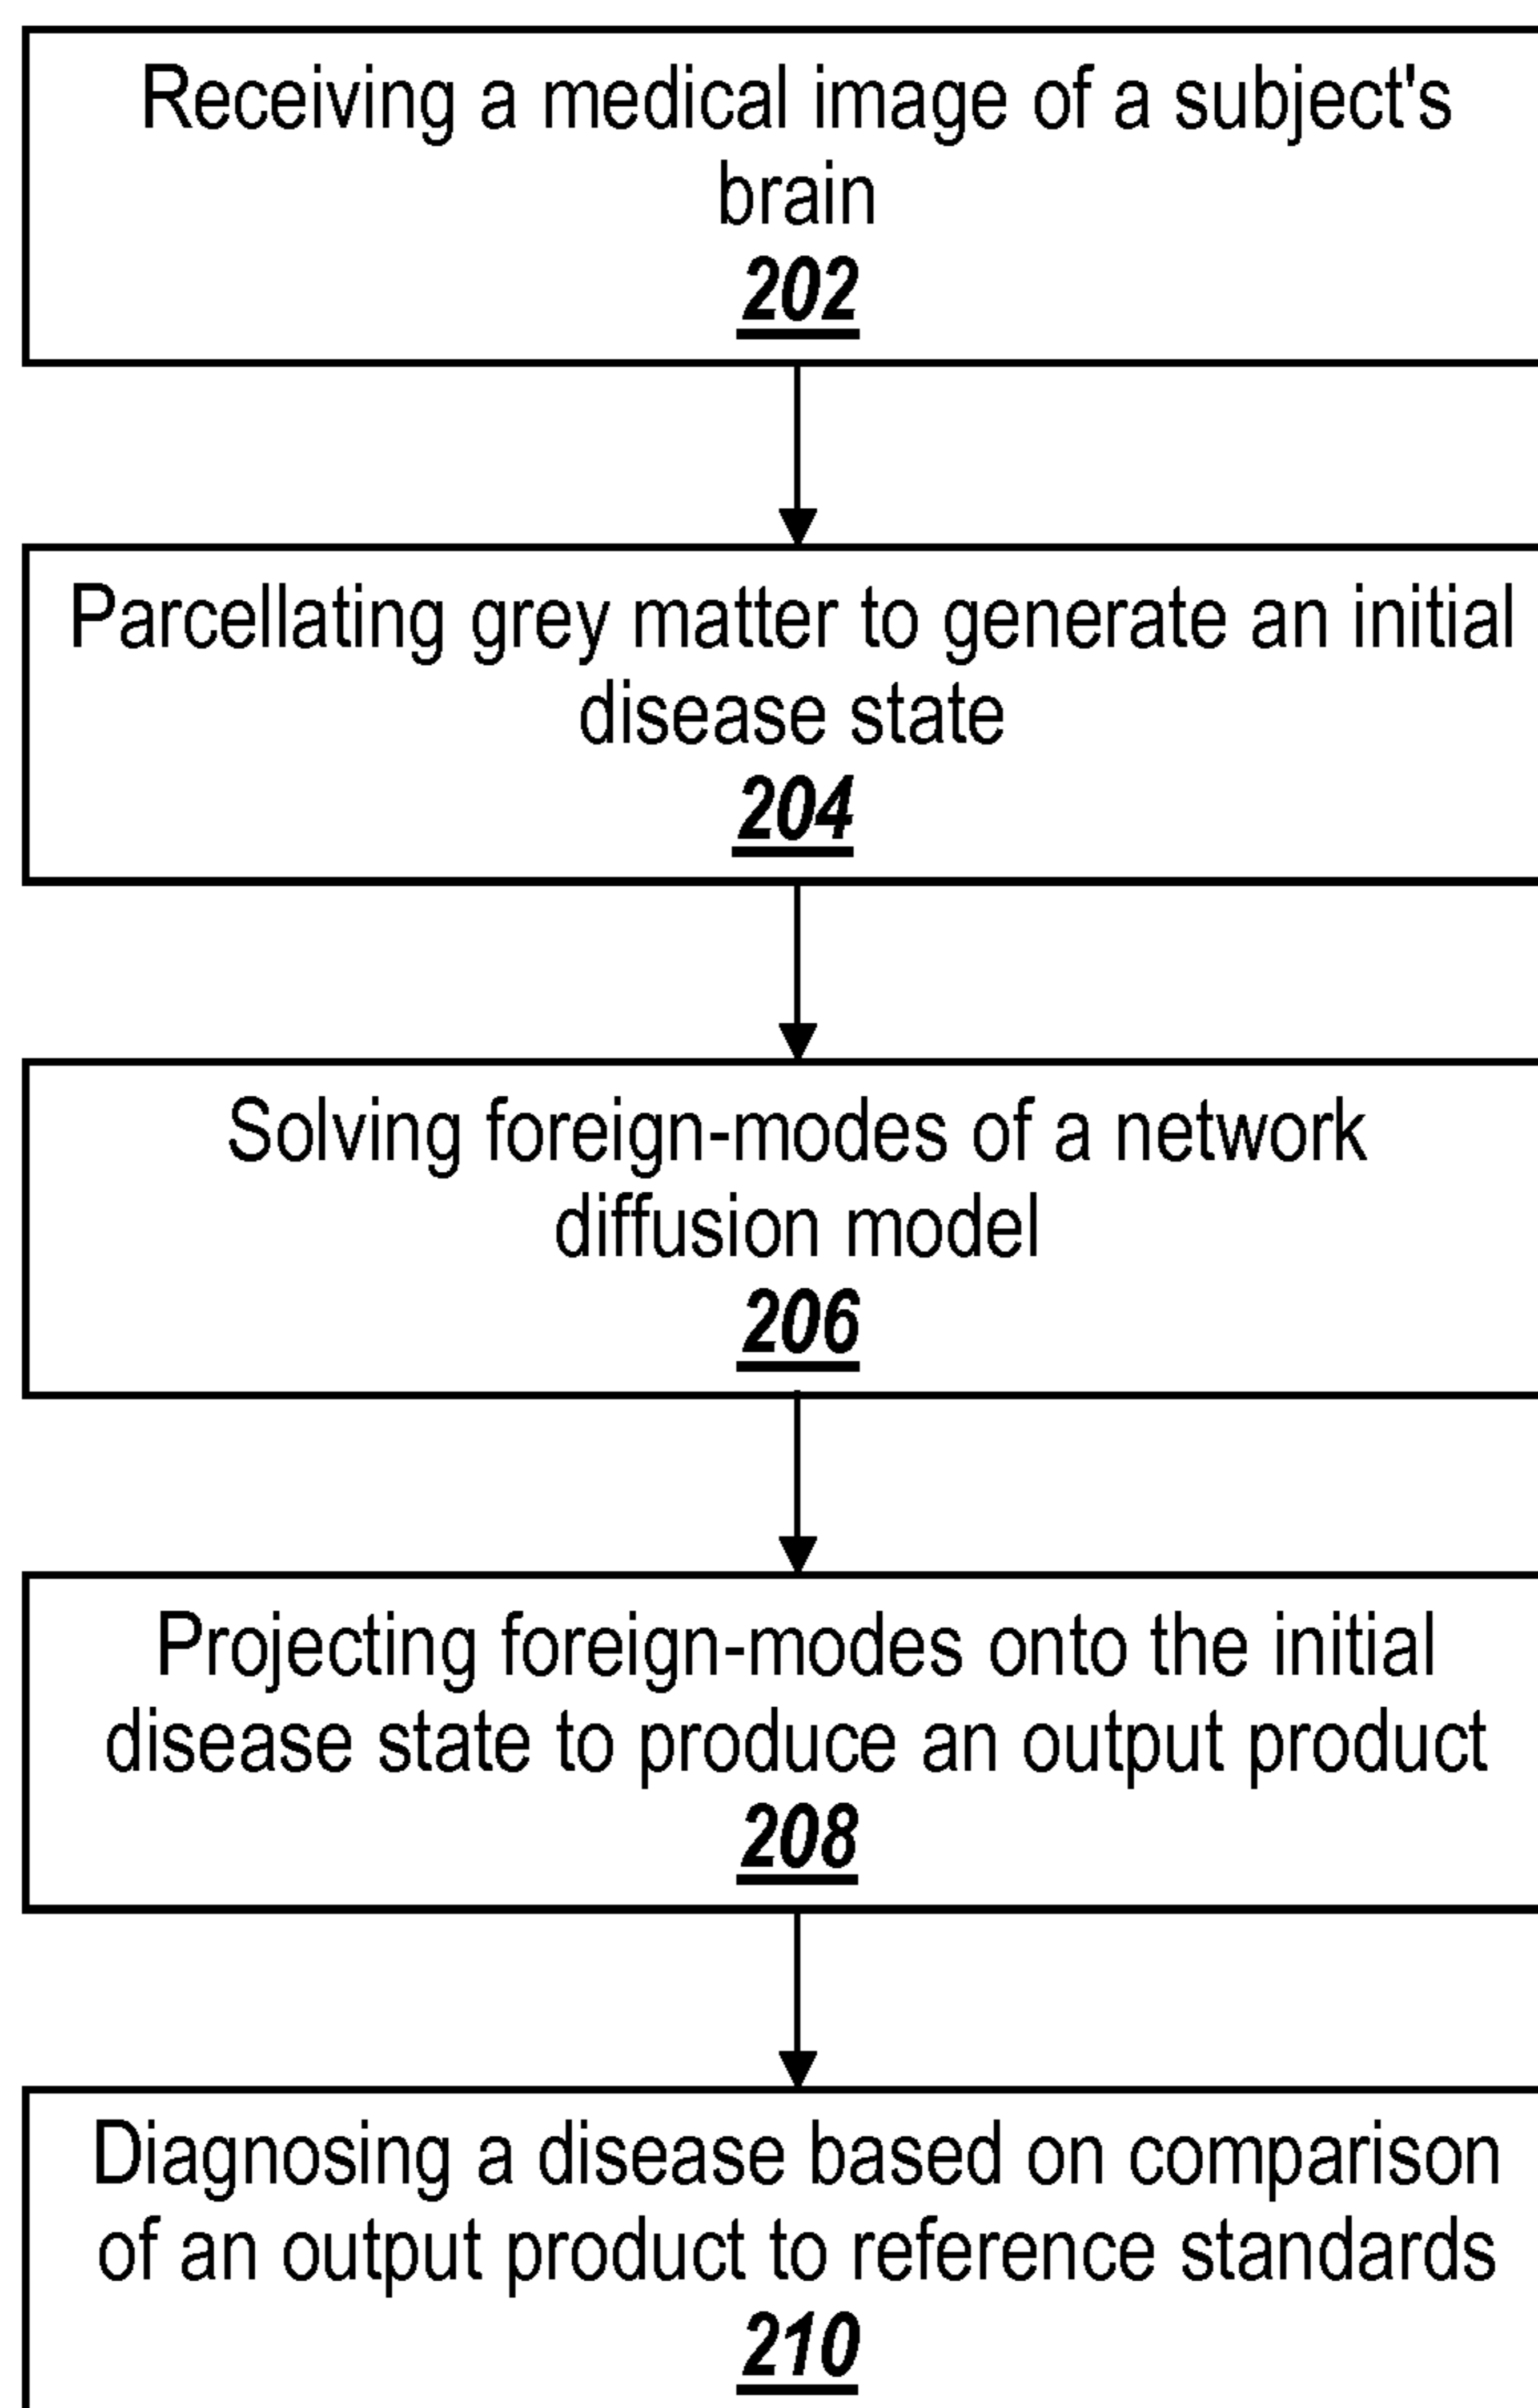 Receiving a medical image of a subject's
brain
202
Parcellating grey matter to generate an initial
disease state
204
Solving foreign-modes of a network
diffusion model
206
Projecting foreign-modes onto the initial
disease state to produce an output product
208
Diagnosing a disease based on comparison
of an output product to reference standards
210